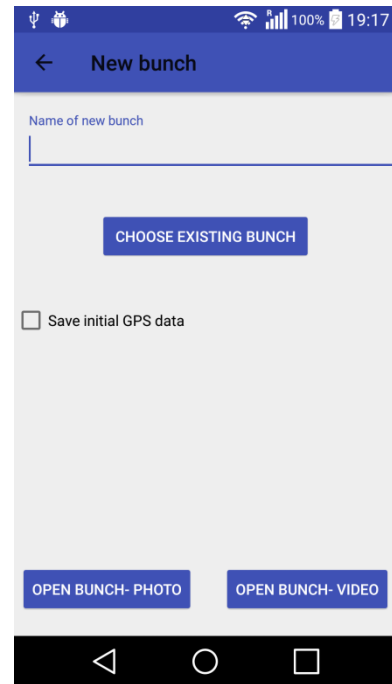 R 100% 19:17
New bunch
Name of new bunch
CHOOSE EXISTING BUNCH
Save initial GPS data
OPEN BUNCH- PHOTO OPEN BUNCH- VIDEO